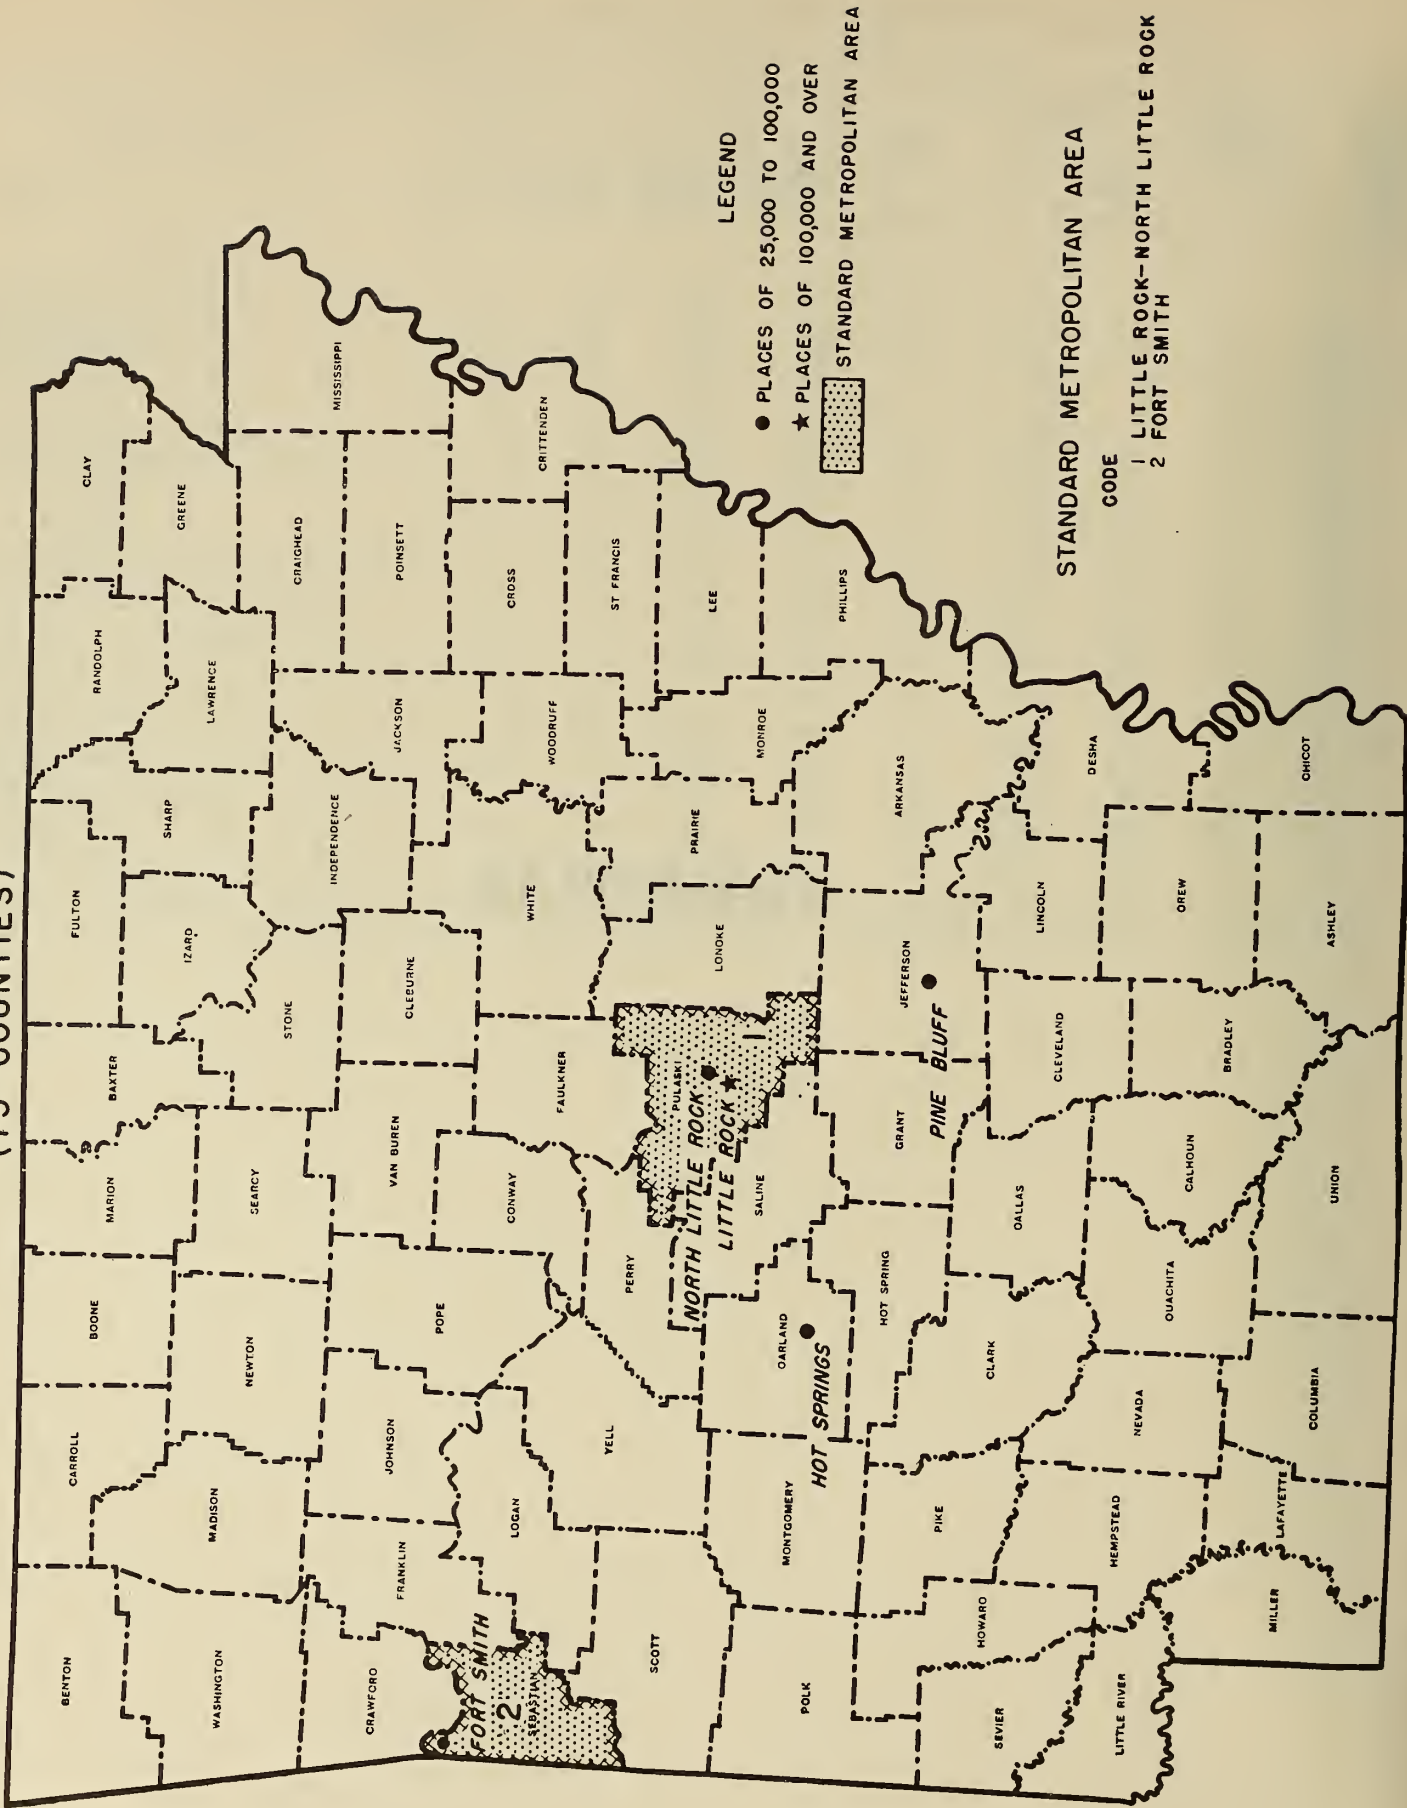 (75 COUNTIES)
BENTON
CARROLL
BOONE
MARION
BAXTER
FULTON
SHARP
RANDOLPH
CLAY
GREENE
LAWRENCE
IZARD
SEARCY
NEWTON
MADISON
WASHINGTON
CRAWFORD
FRANKLIN
JOHNSON
POPE
VAN BUREN
STONE
CLEBURNE
INDEPENDENCE
JACKSON
CRAIGHEAD
MISSISSIPPI
POINSETT
CROSS
CRITTENDEN
ST FRANCIS
WOODRUFF
WHITE
FAULKNER
CONWAY
LOGAN
FORT SMITH
2
SEBASTIAN
SCOTT
YELL
PERRY
PULASKI
1
NORTH LITTLE ROCK
LITTLE ROCK
LONOKE
PRAIRIE
MONROE
LEE
PHILLIPS
ARKANSAS
JEFFERSON
PINE BLUFF
GRANT
SALINE
GARLAND
HOT SPRINGS
HOT SPRING
MONTGOMERY
POLK
PIKE
CLARK
DALLAS
CLEVELAND
LINCOLN
DESHA
DREW
BRADLEY
CALHOUN
OUACHITA
NEVADA
HEMPSTEAD
HOWARD
SEVIER
LITTLE RIVER
MILLER
LAFAYETTE
COLUMBIA
UNION
ASHLEY
CHICOT
LEGEND
PLACES OF 25,000 TO 100,000
PLACES OF 100,000 AND OVER
STANDARD METROPOLITAN AREA
STANDARD METROPOLITAN AREA
CODE
1 LITTLE ROCK-NORTH LITTLE ROCK
2 FORT SMITH